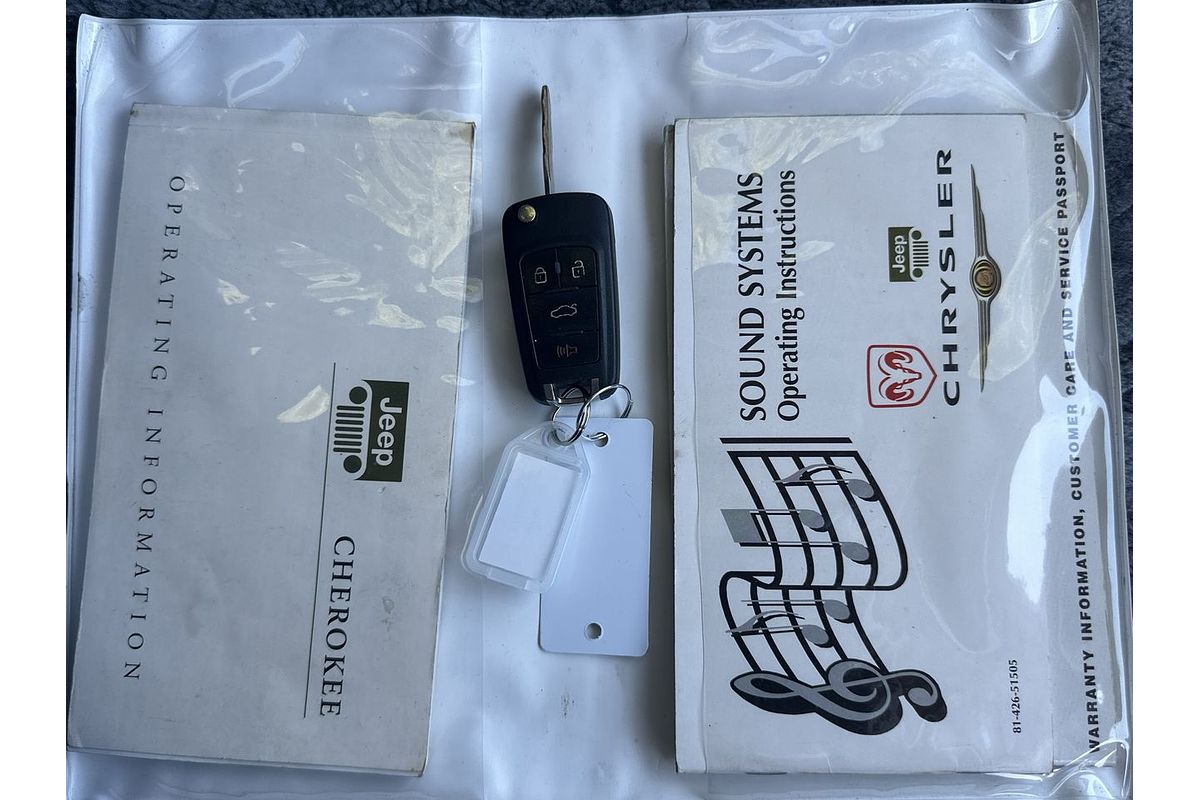 OPERATING INFORMATION
Jeep
CHEROKEE
SOUND SYSTEMS
Operating Instructions
Jeep
CHRYSLER
81-426-51505
WARRANTY INFORMATION, CUSTOMER CARE AND SERVICE PASSPORT